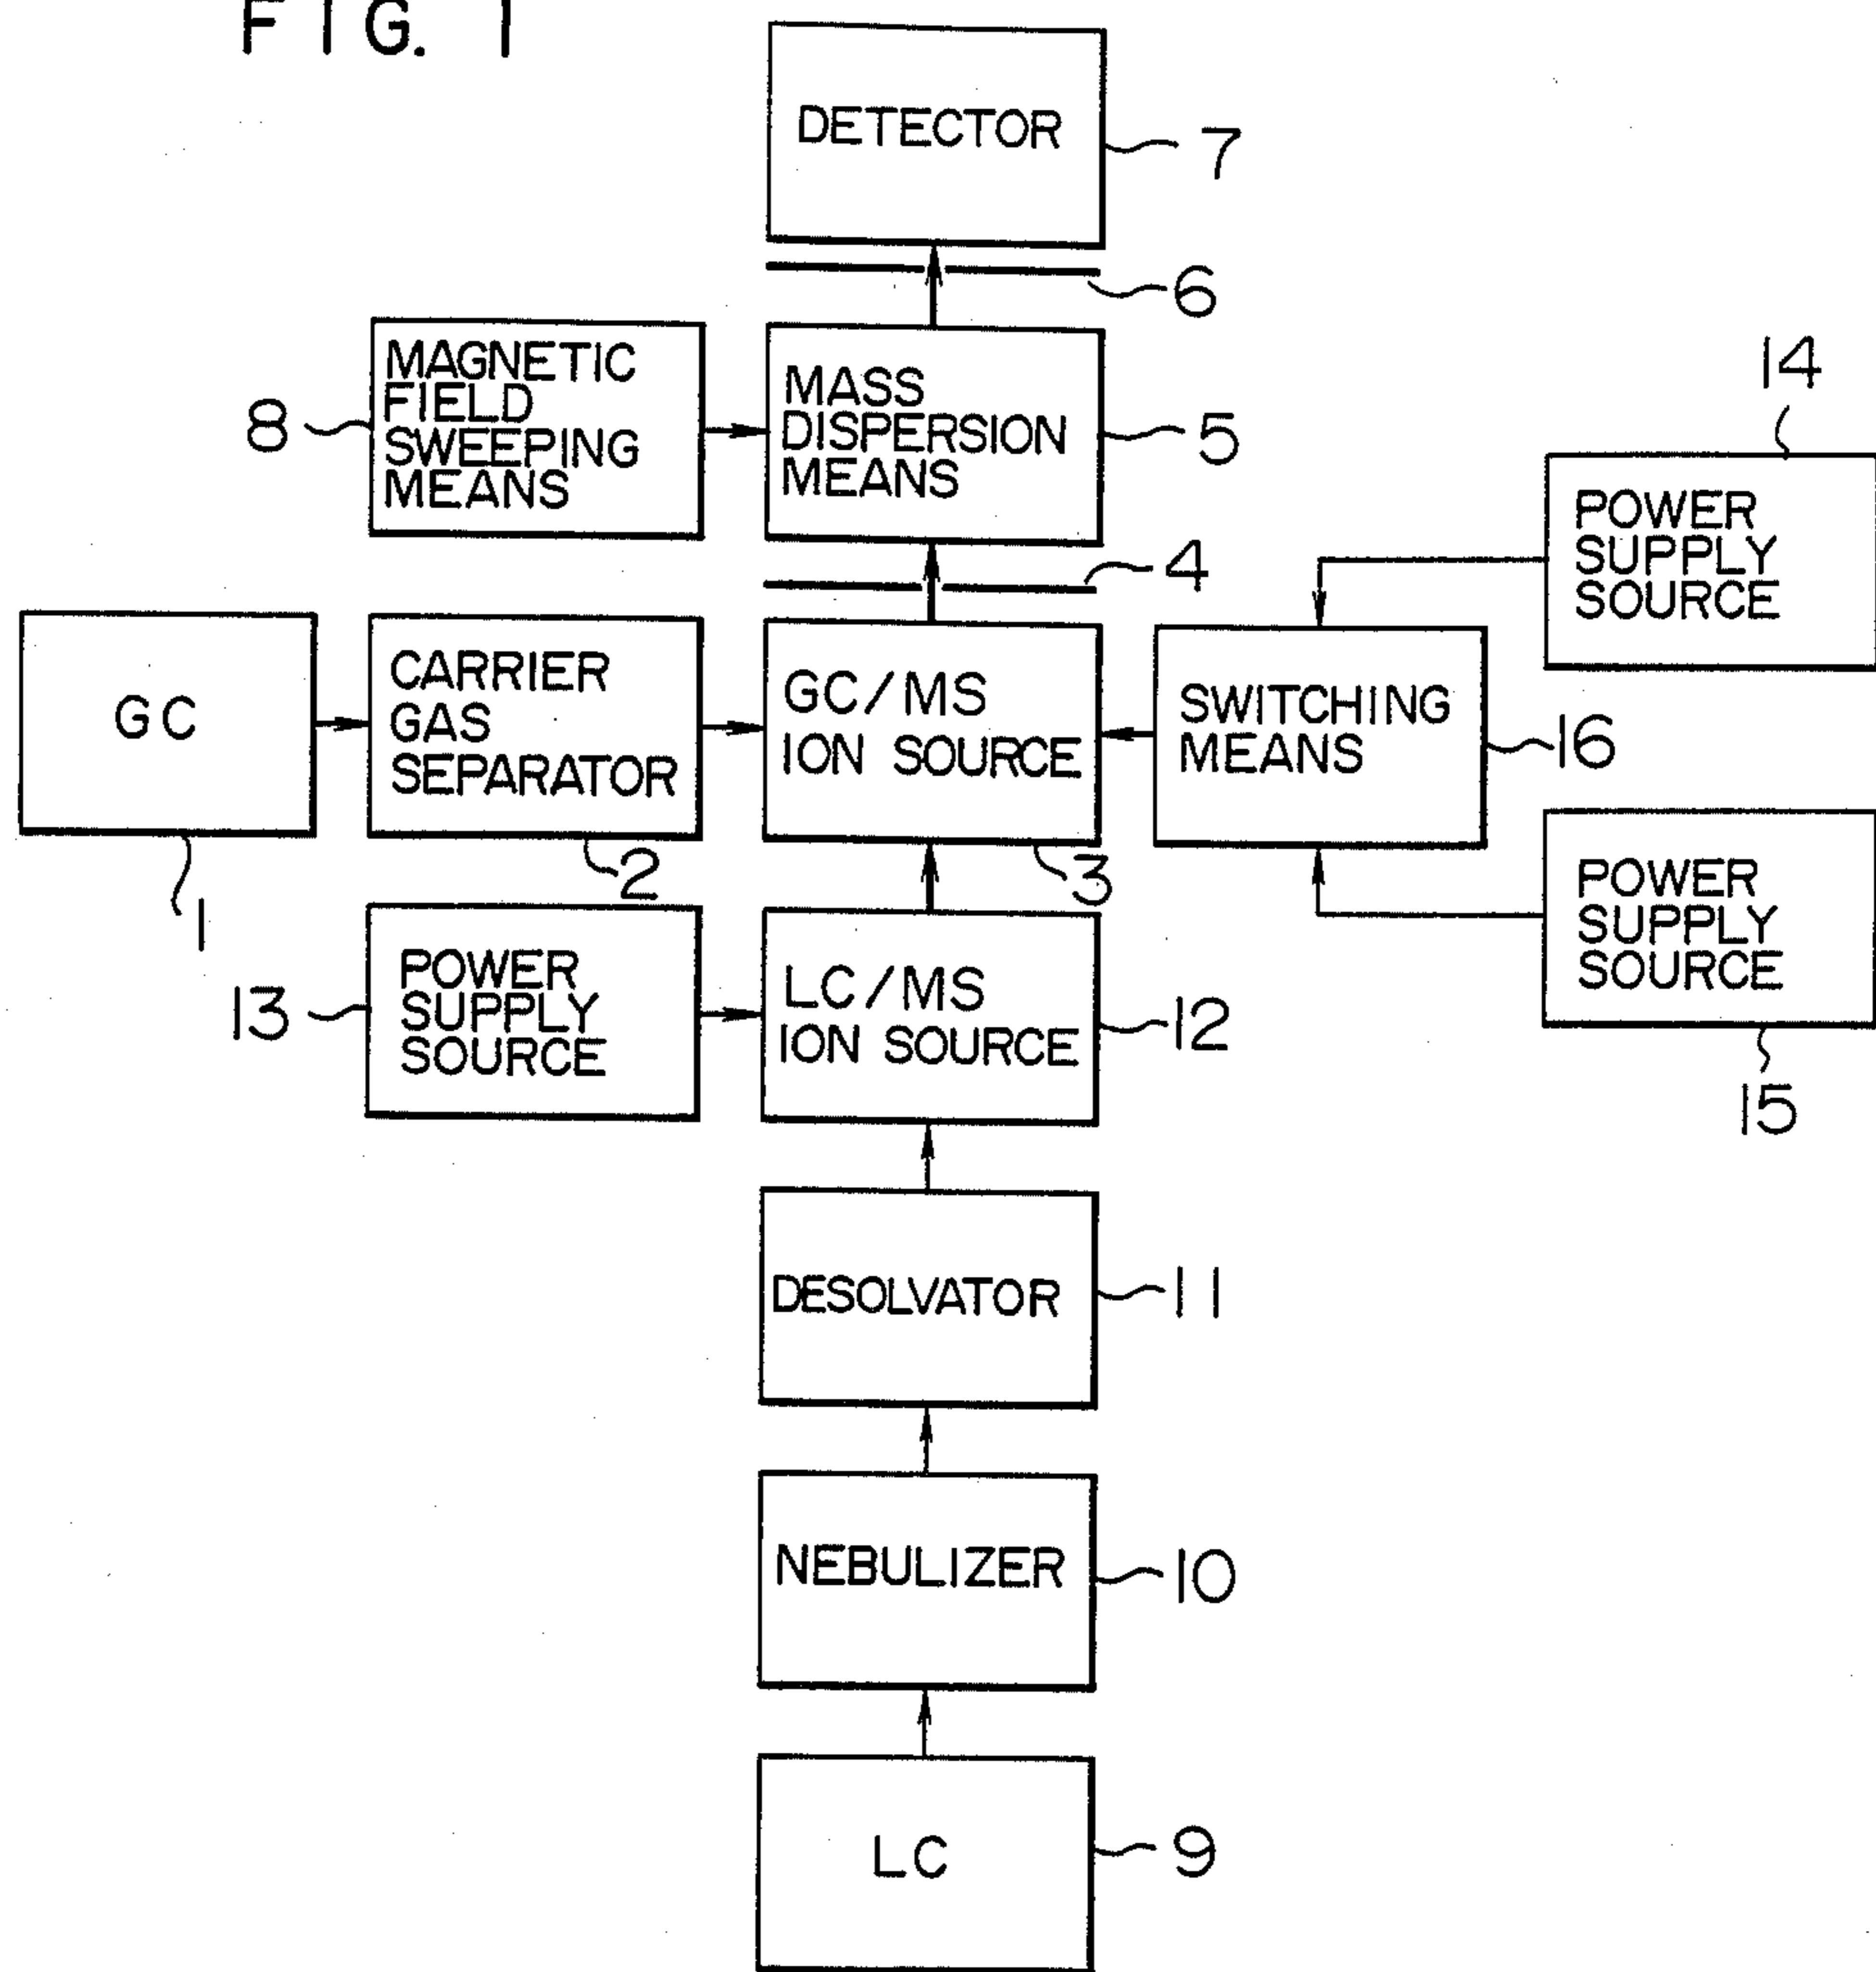 FIG. 1
DETECTOR
7
6
MAGNETIC
FIELD
SWEEPING
MEANS
8
MASS
DISPERSION
MEANS
5
14
POWER
SUPPLY
SOURCE
4
GC
1
CARRIER
GAS
SEPARATOR
2
GC/MS
ION SOURCE
3
SWITCHING
MEANS
16
POWER
SUPPLY
SOURCE
15
13
POWER
SUPPLY
SOURCE
LC/MS
ION SOURCE
12
DESOLVATOR
11
NEBULIZER
10
LC
9